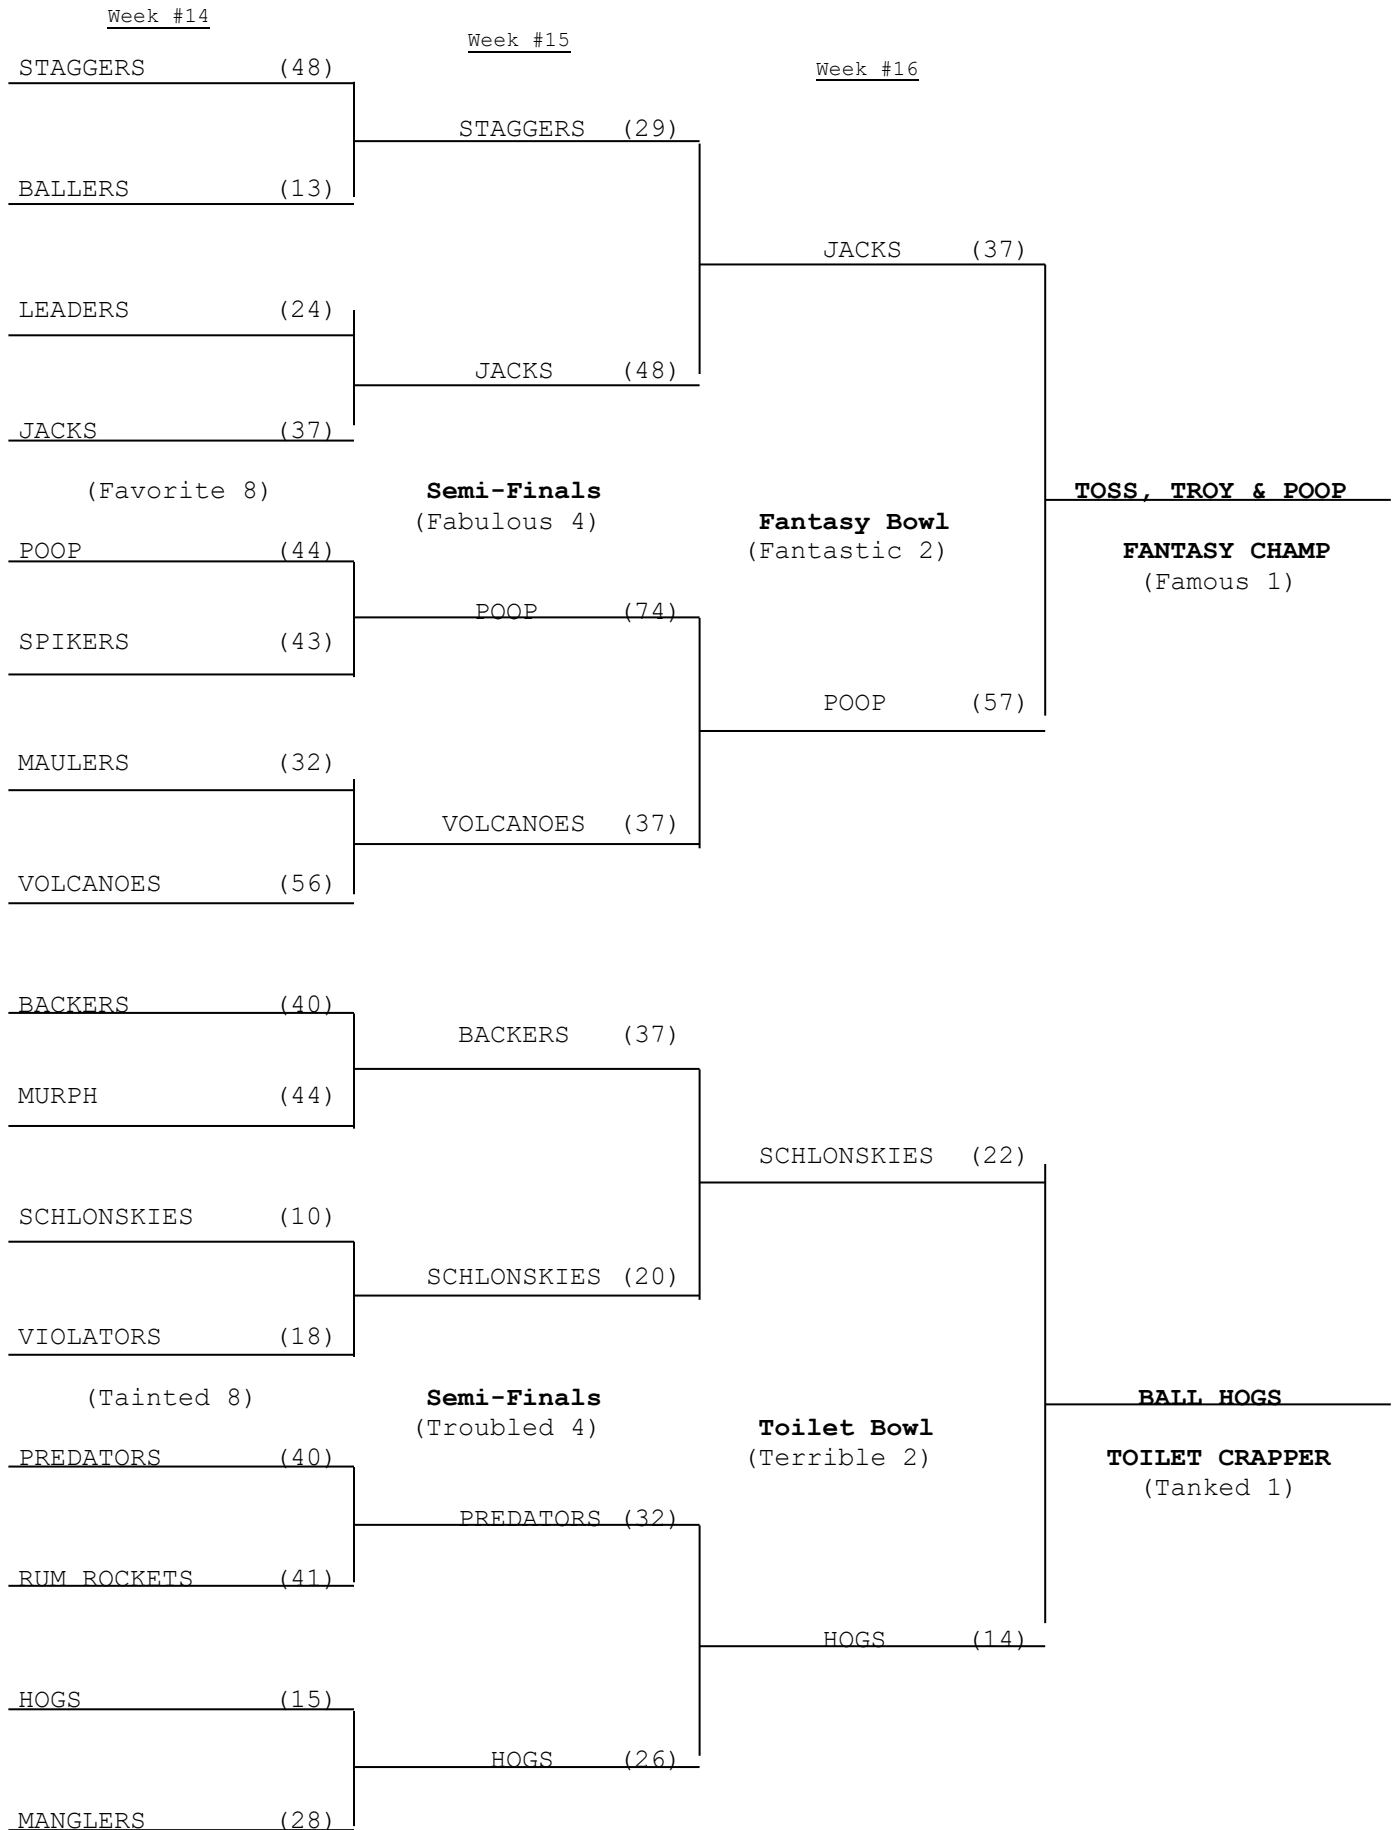 Week #14
Week #15
Week #16
STAGGERS (48)
STAGGERS (29)
BALLERS (13)
JACKS (37)
LEADERS (24)
JACKS (48)
JACKS (37)
(Favorite 8) Semi-Finals TOSS, TROY & POOP
(Fabulous 4) Fantasy Bowl
POOP (44) (Fantastic 2) FANTASY CHAMP
(Famous 1)
POOP (74)
SPIKERS (43)
POOP (57)
MAULERS (32)
VOLCANOES (37)
VOLCANOES (56)
BACKERS (40)
BACKERS (37)
MURPH (44)
SCHLONSKIES (22)
SCHLONSKIES (10)
SCHLONSKIES (20)
VIOLATORS (18)
(Tainted 8) Semi-Finals BALL HOGS
(Troubled 4) Toilet Bowl
PREDATORS (40) (Terrible 2) TOILET CRAPPER
(Tanked 1)
PREDATORS (32)
RUM ROCKETS (41)
HOGS (14)
HOGS (15)
HOGS (26)
MANGLERS (28)